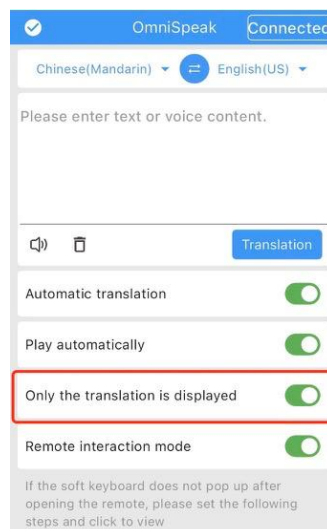 OmniSpeak
Connected
Chinese(Mandarin)
English(US)
Please enter text or voice content.
Translation
Automatic translation
Play automatically
Only the translation is displayed
Remote interaction mode
If the soft keyboard does not pop up after
opening the remote, please set the following
steps and click to view